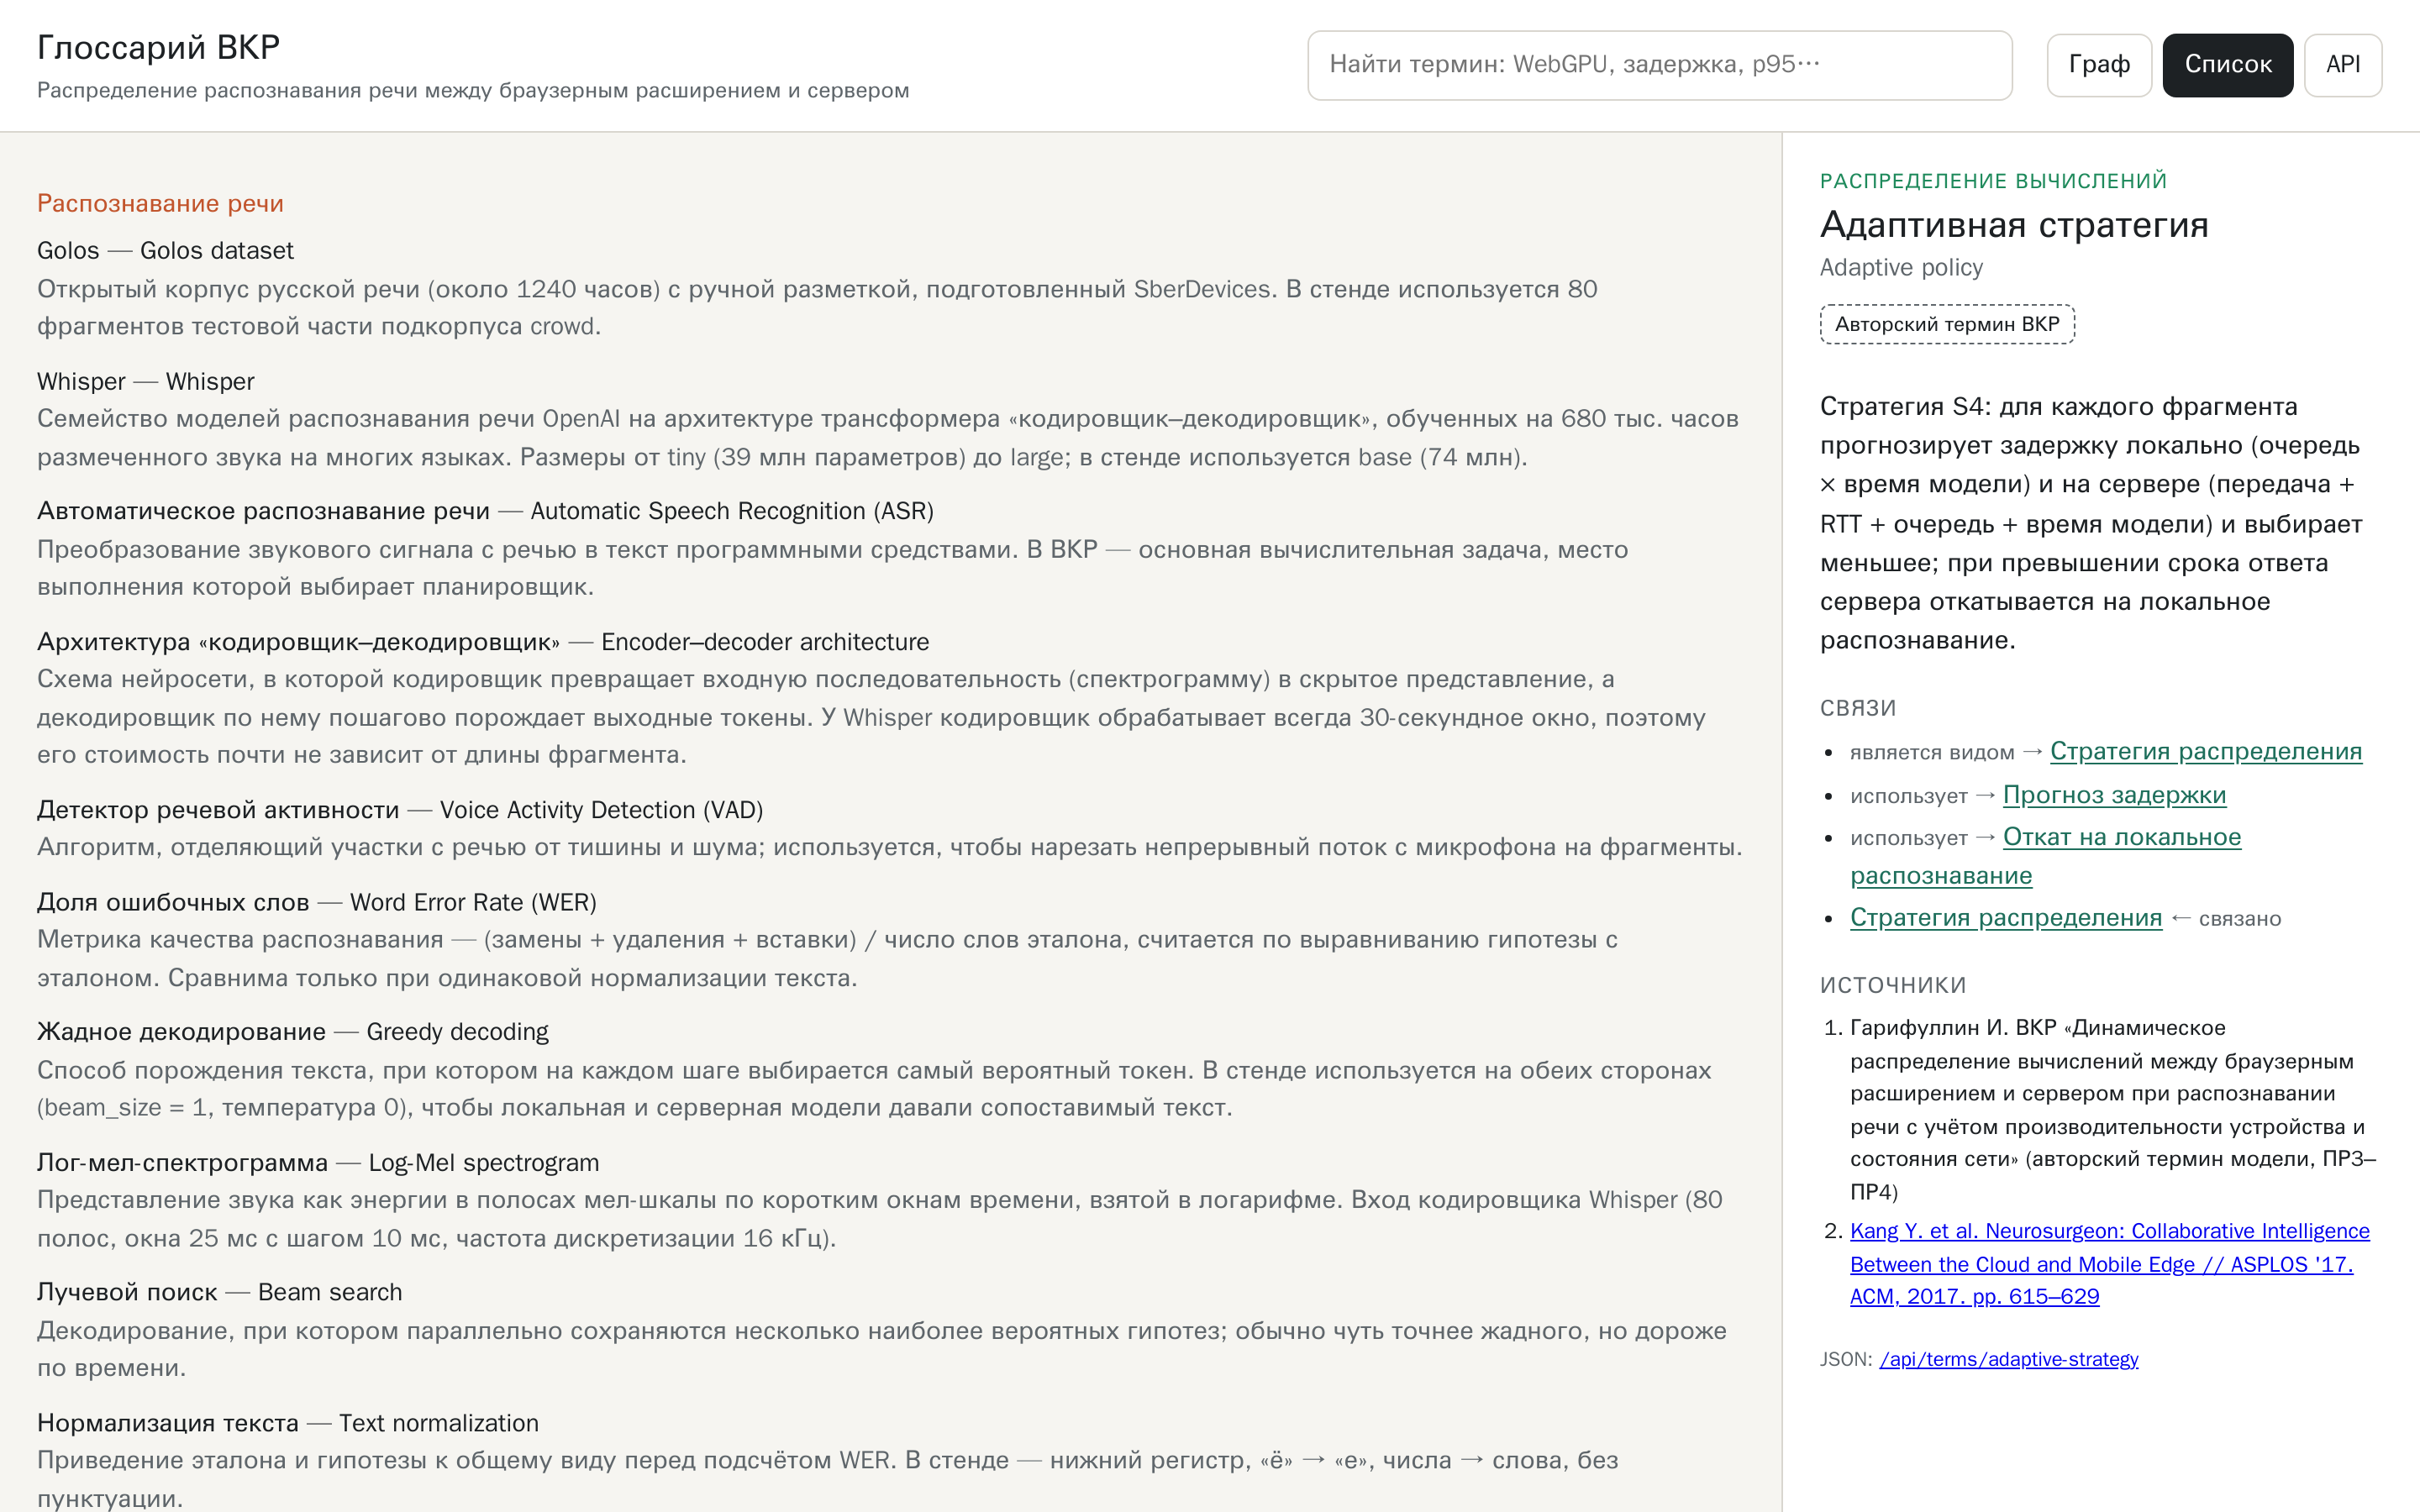 Глоссарий ВКР
Распределение распознавания речи между браузерным расширением и сервером
Найти термин: WebGPU, задержка, p95…
Граф
Список
API
Распознавание речи
Golos — Golos dataset
Открытый корпус русской речи (около 1240 часов) с ручной разметкой, подготовленный SberDevices. В стенде используется 80
фрагментов тестовой части подкорпуса crowd.
Whisper — Whisper
Семейство моделей распознавания речи OpenAI на архитектуре трансформера «кодировщик–декодировщик», обученных на 680 тыс. часов
размеченного звука на многих языках. Размеры от tiny (39 млн параметров) до large; в стенде используется base (74 млн).
Автоматическое распознавание речи — Automatic Speech Recognition (ASR)
Преобразование звукового сигнала с речью в текст программными средствами. В ВКР — основная вычислительная задача, место
выполнения которой выбирает планировщик.
Архитектура «кодировщик–декодировщик» — Encoder–decoder architecture
Схема нейросети, в которой кодировщик превращает входную последовательность (спектрограмму) в скрытое представление, а
декодировщик по нему пошагово порождает выходные токены. У Whisper кодировщик обрабатывает всегда 30-секундное окно, поэтому
его стоимость почти не зависит от длины фрагмента.
Детектор речевой активности — Voice Activity Detection (VAD)
Алгоритм, отделяющий участки с речью от тишины и шума; используется, чтобы нарезать непрерывный поток с микрофона на фрагменты.
Доля ошибочных слов — Word Error Rate (WER)
Метрика качества распознавания — (замены + удаления + вставки) / число слов эталона, считается по выравниванию гипотезы с
эталоном. Сравнима только при одинаковой нормализации текста.
Жадное декодирование — Greedy decoding
Способ порождения текста, при котором на каждом шаге выбирается самый вероятный токен. В стенде используется на обеих сторонах
(beam_size = 1, температура 0), чтобы локальная и серверная модели давали сопоставимый текст.
Лог-мел-спектрограмма — Log-Mel spectrogram
Представление звука как энергии в полосах мел-шкалы по коротким окнам времени, взятой в логарифме. Вход кодировщика Whisper (80
полос, окна 25 мс с шагом 10 мс, частота дискретизации 16 кГц).
Лучевой поиск — Beam search
Декодирование, при котором параллельно сохраняются несколько наиболее вероятных гипотез; обычно чуть точнее жадного, но дороже
по времени.
Нормализация текста — Text normalization
Приведение эталона и гипотезы к общему виду перед подсчётом WER. В стенде — нижний регистр, «ё» → «е», числа → слова, без
пунктуации.
РАСПРЕДЕЛЕНИЕ ВЫЧИСЛЕНИЙ
Адаптивная стратегия
Adaptive policy
Авторский термин ВКР
Стратегия S4: для каждого фрагмента
прогнозирует задержку локально (очередь
× время модели) и на сервере (передача +
RTT + очередь + время модели) и выбирает
меньшее; при превышении срока ответа
сервера откатывается на локальное
распознавание.
СВЯЗИ
• является видом → Стратегия распределения
• использует → Прогноз задержки
• использует → Откат на локальное
распознавание
• Стратегия распределения ← связано
ИСТОЧНИКИ
1. Гарифуллин И. ВКР «Динамическое
распределение вычислений между браузерным
расширением и сервером при распознавании
речи с учётом производительности устройства и
состояния сети» (авторский термин модели, ПР3–
ПР4)
2. Kang Y. et al. Neurosurgeon: Collaborative Intelligence
Between the Cloud and Mobile Edge // ASPLOS '17.
ACM, 2017. pp. 615–629
JSON: /api/terms/adaptive-strategy